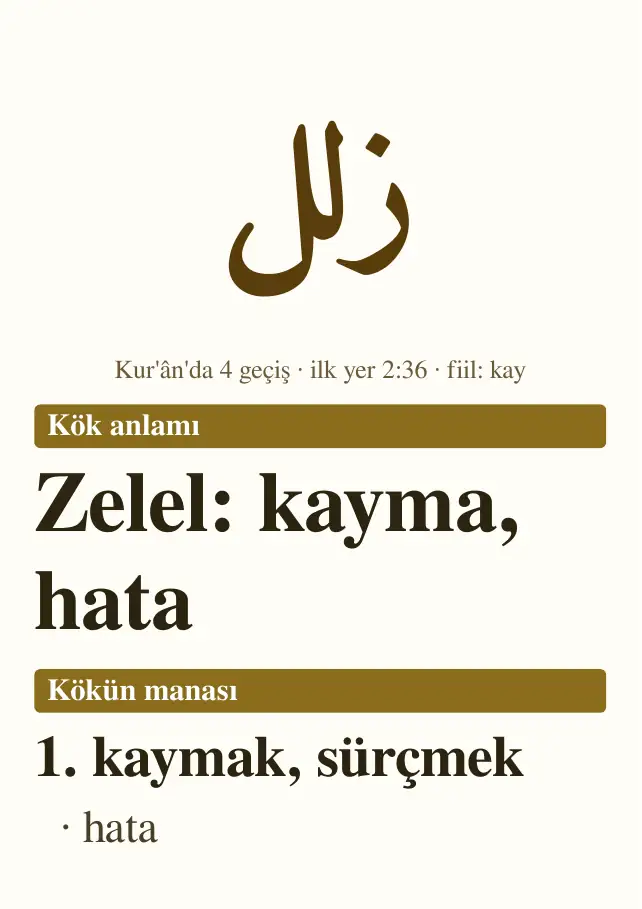 زلل
Kur'ân'da 4 geçiş · ilk yer 2:36 · fiil: kay
Kök anlamı
Zelel: kayma,
hata
Kökün manası
1. kaymak, sürçmek
· hata